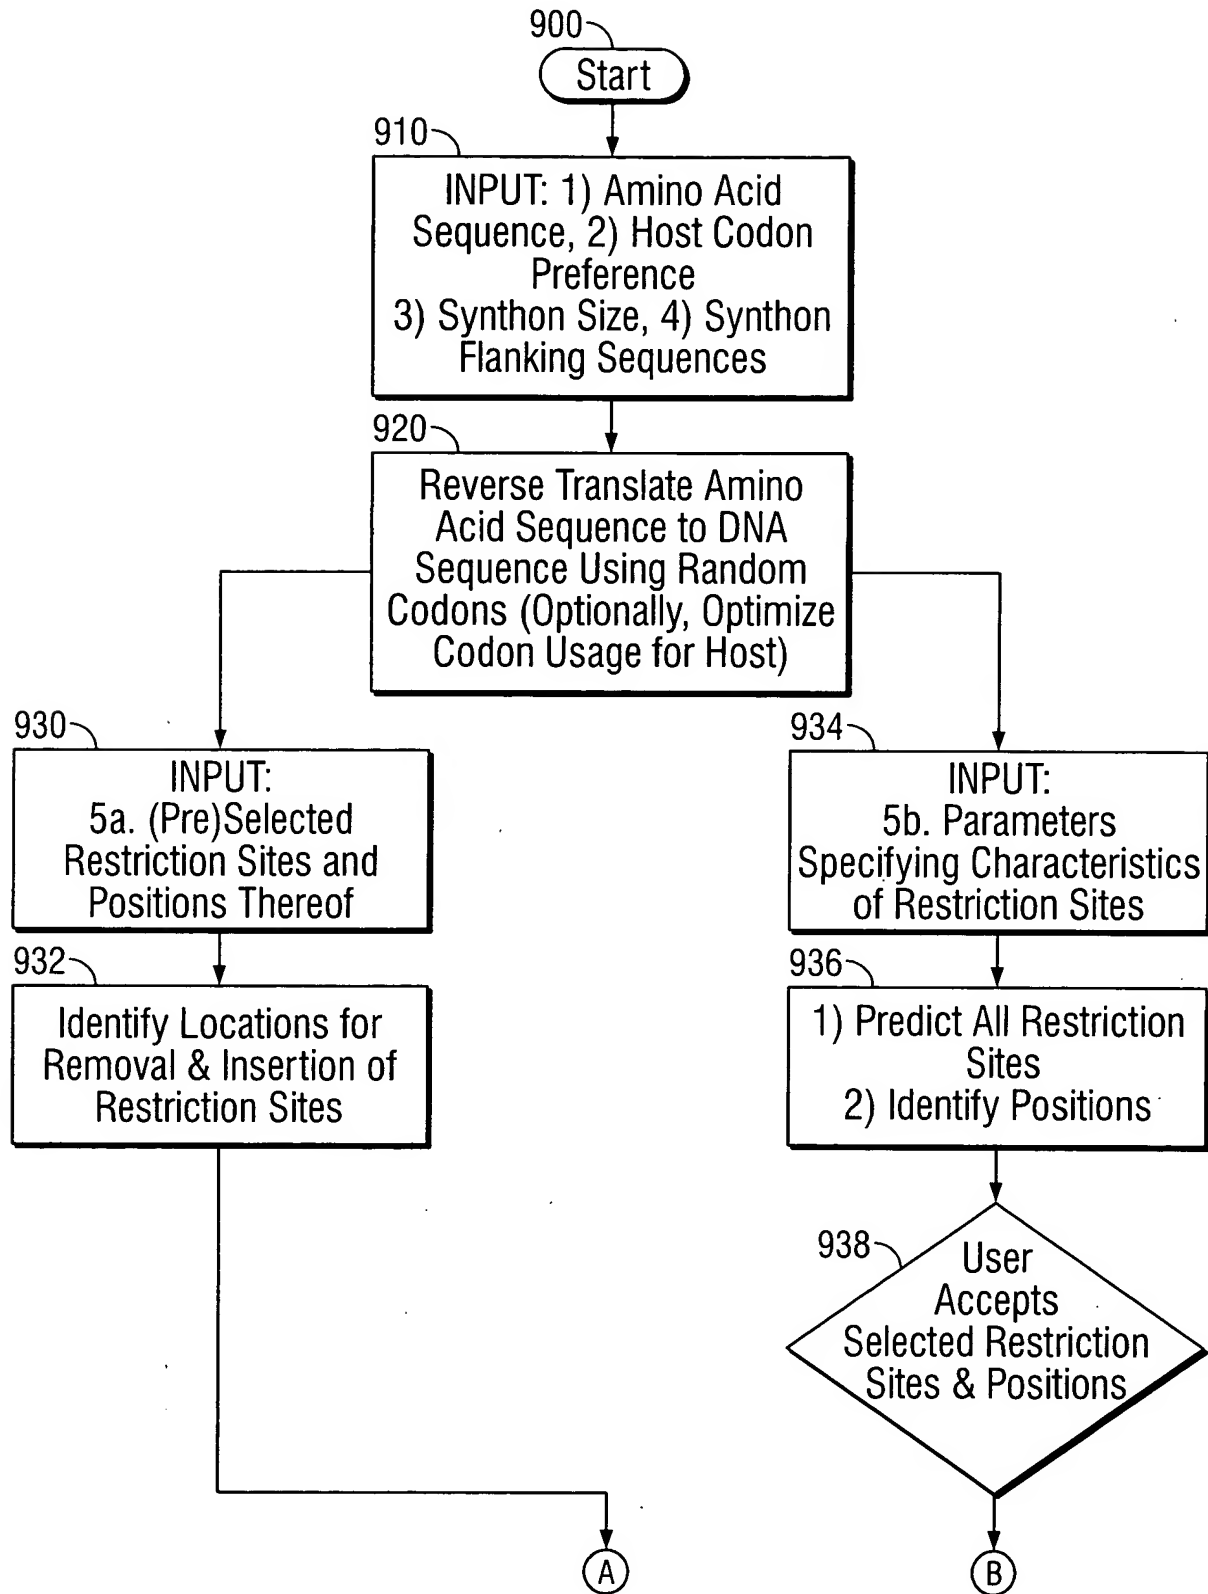 900
Start
910
INPUT: 1) Amino Acid
Sequence, 2) Host Codon
Preference
3) Synthon Size, 4) Synthon
Flanking Sequences
920
Reverse Translate Amino
Acid Sequence to DNA
Sequence Using Random
Codons (Optionally, Optimize
Codon Usage for Host)
930
INPUT:
5a. (Pre)Selected
Restriction Sites and
Positions Thereof
932
Identify Locations for
Removal & Insertion of
Restriction Sites
934
INPUT:
5b. Parameters
Specifying Characteristics
of Restriction Sites
936
1) Predict All Restriction
Sites
2) Identify Positions
938
User
Accepts
Selected Restriction
Sites & Positions
A
B